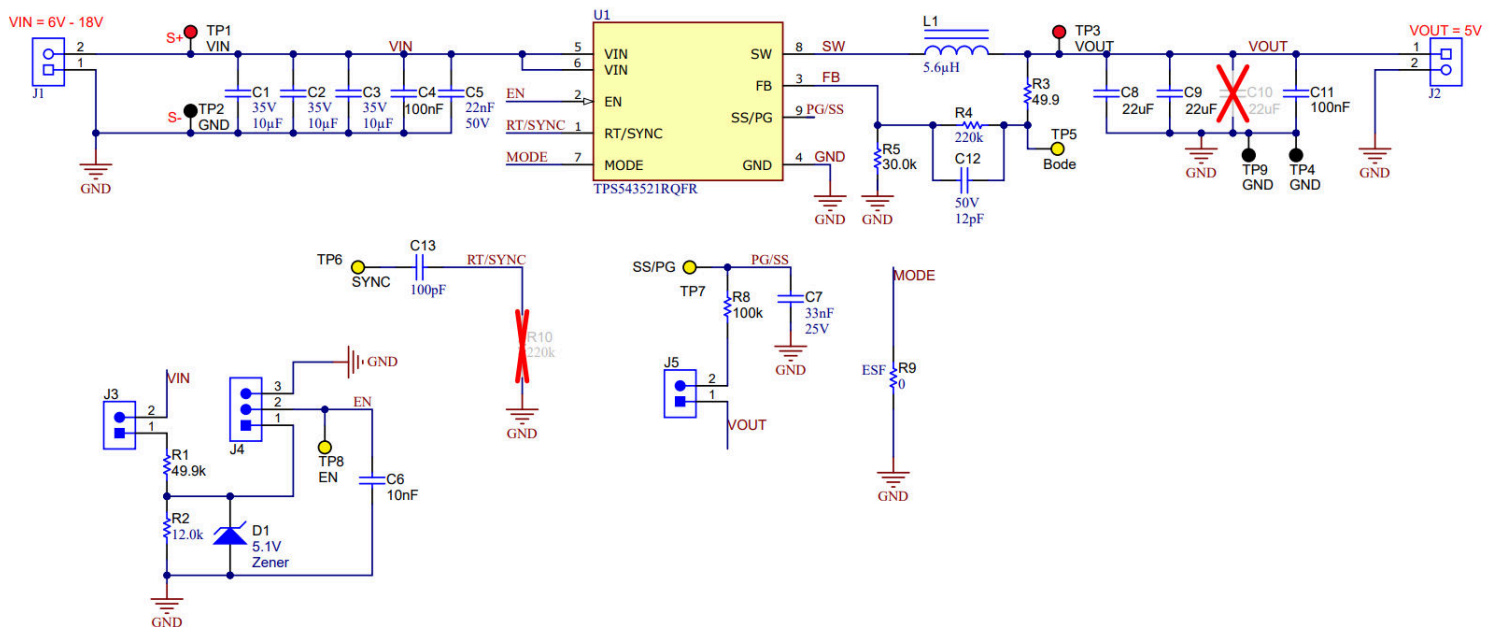 VIN = 6V - 18V
2
1
J1
S+
TP1
VIN
S-
TP2
GND
GND
VIN
C1
35V
10µF
C2
35V
10µF
C3
35V
10µF
C4
100nF
C5
22nF
50V
EN
RT/SYNC
MODE
U1
5
6
2
1
7
VIN
VIN
EN
RT/SYNC
MODE
SW
FB
SS/PG
GND
8
3
9
4
TPS543521RQFR
SW
FB
PG/SS
GND
GND
L1
5.6µH
R5
30.0k
GND
R4
220k
C12
50V
12pF
R3
49.9
TP3
VOUT
TP5
Bode
VOUT
C8
22uF
C9
22uF
C10
22uF
C11
100nF
GND
TP9
GND
TP4
GND
VOUT = 5V
1
2
J2
GND
TP6
SYNC
C13
100pF
RT/SYNC
R10
220k
GND
SS/PG
TP7
PG/SS
R8
100k
C7
33nF
25V
GND
J5
2
1
VOUT
MODE
ESF
R9
0
GND
VIN
J3
2
1
J4
3
2
1
GND
EN
TP8
EN
C6
10nF
R1
49.9k
R2
12.0k
D1
5.1V
Zener
GND